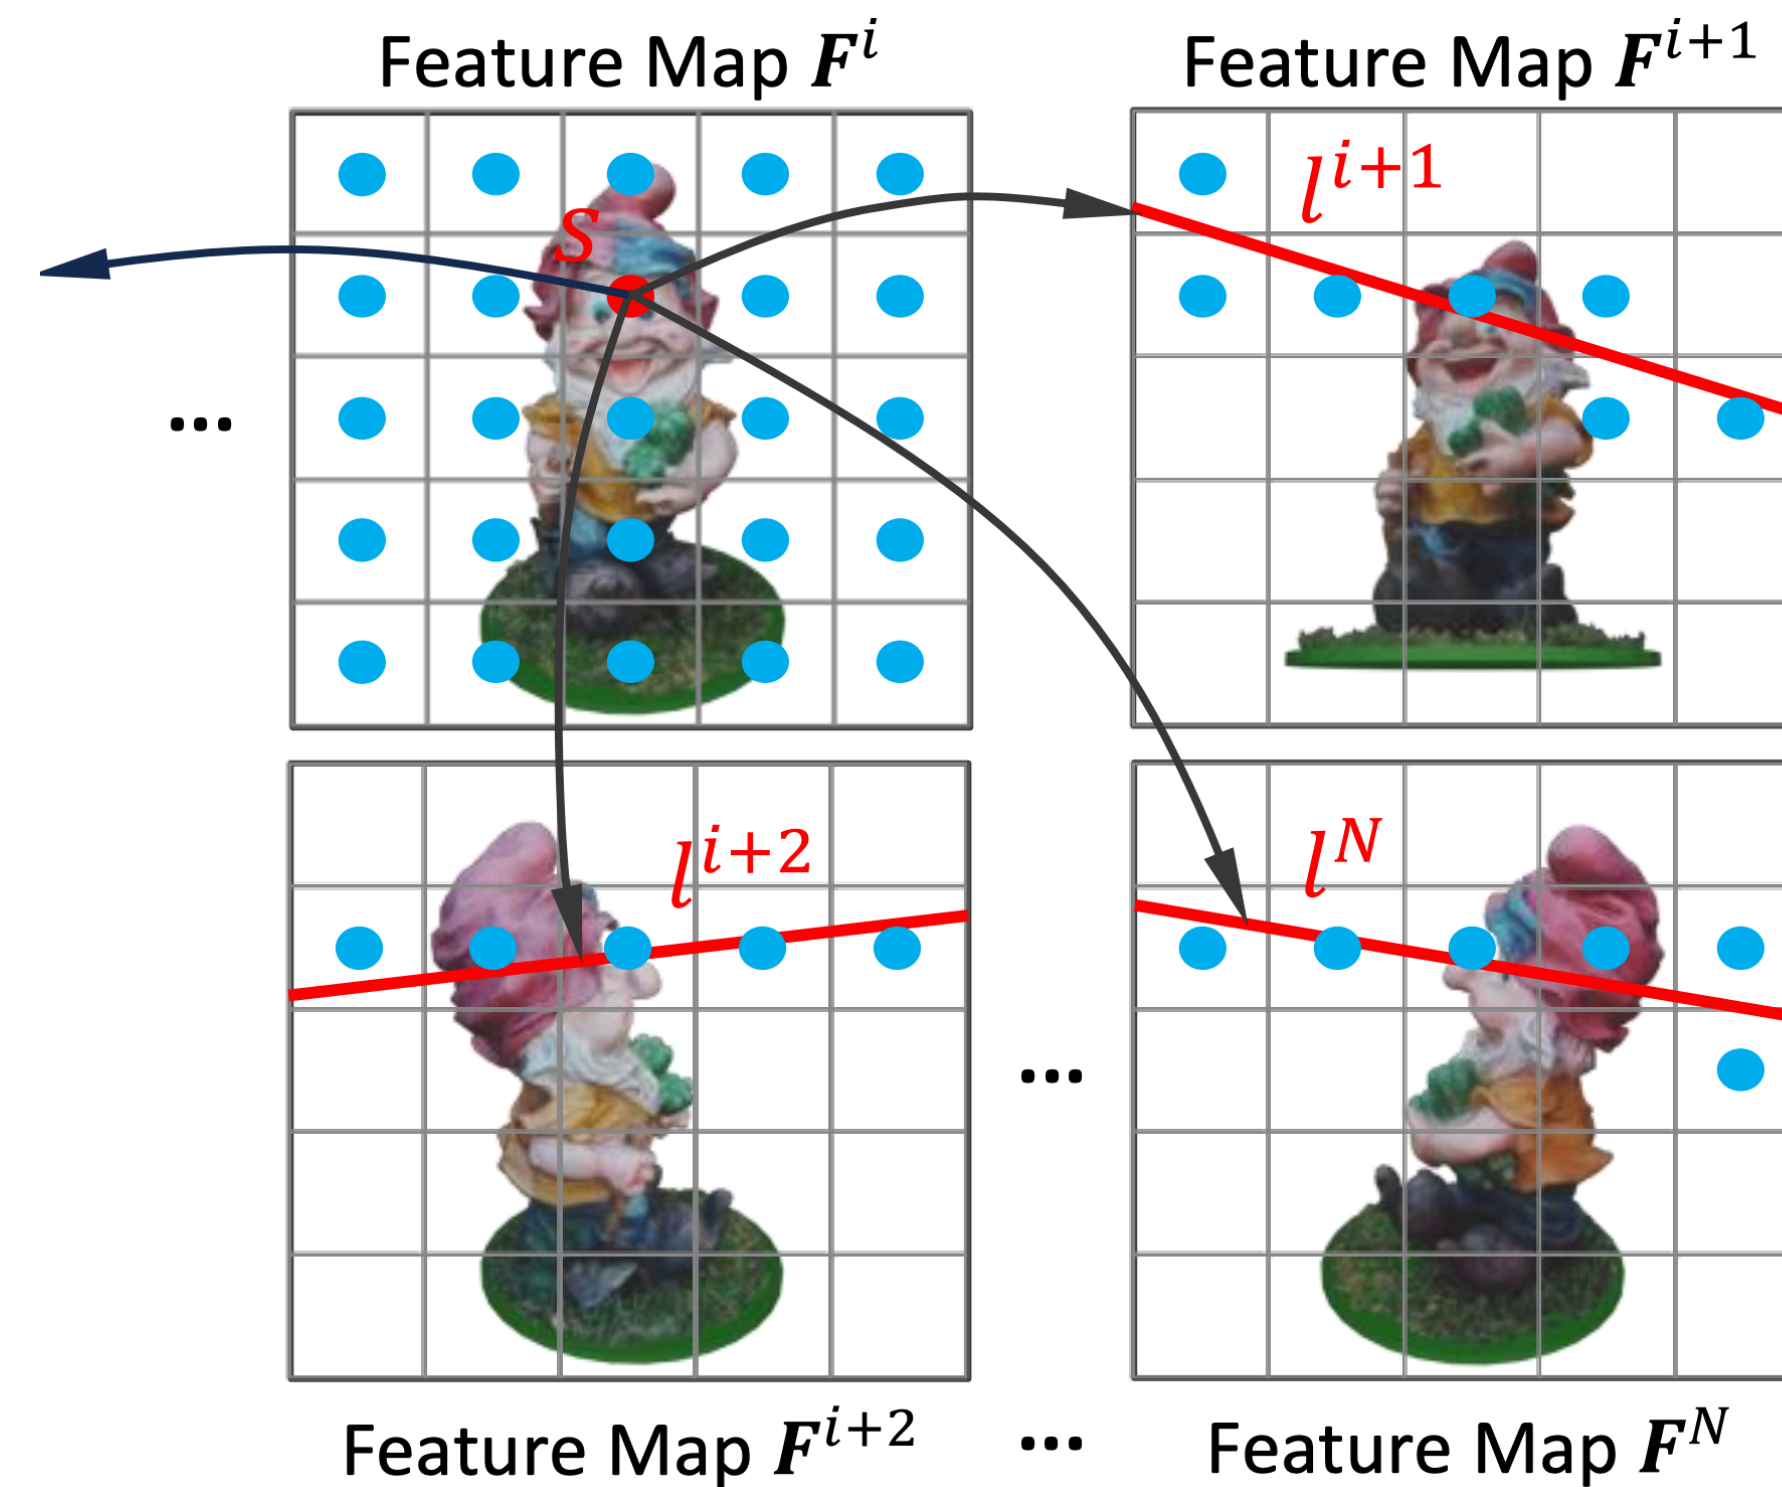 Feature Map F^i
Feature Map F^{i+1}
S
l^{i+1}
...
l^{i+2}
l^N
...
Feature Map F^{i+2}
...
Feature Map F^N